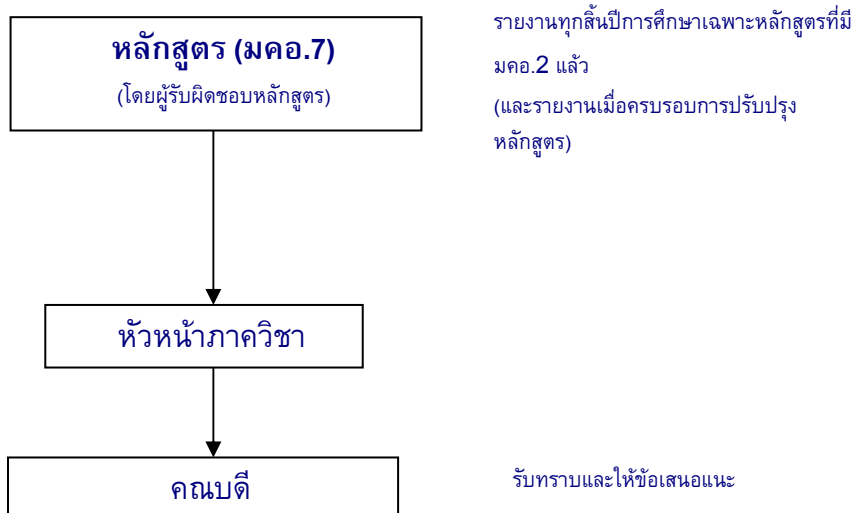 หลักสูตร (มคอ.7)
(โดยผู้รับผิดชอบหลักสูตร)
รายงานทุกสิ้นปีการศึกษาเฉพาะหลักสูตรที่มี
มคอ.2 แล้ว
(และรายงานเมื่อครบรอบการปรับปรุง
หลักสูตร)
หัวหน้าภาควิชา
คณบดี
รับทราบและให้ข้อเสนอแนะ